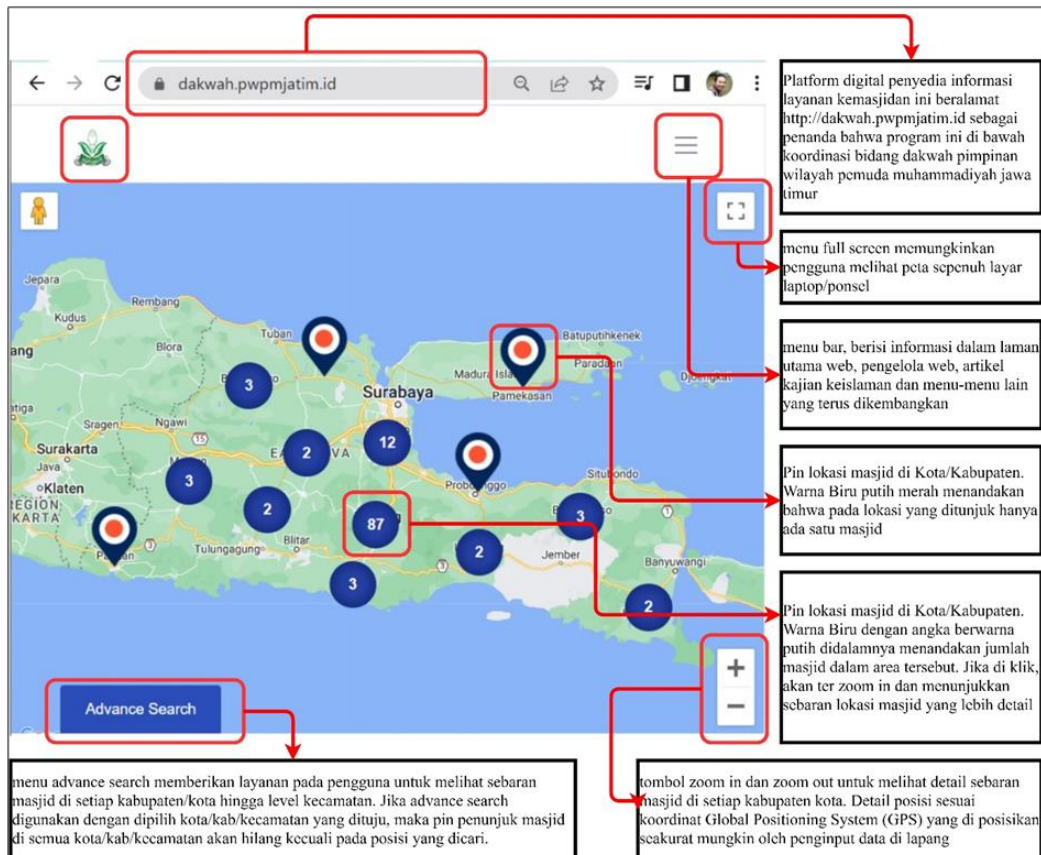 dakwah.pwpmjatim.id
Platform digital penyedia informasi
layanan kemasjidan ini beralamat
http://dakwah.pwpmjatim.id sebagai
penanda bahwa program ini di bawah
koordinasi bidang dakwah pimpinan
wilayah pemuda muhammadiyah jawa
timur
menu full screen memungkinkan
pengguna melihat peta sepenuh layar
laptop/ponsel
menu bar, berisi informasi dalam laman
utama web, pengelola web, artikel
kajian keislaman dan menu-menu lain
yang terus dikembangkan
Pin lokasi masjid di Kota/Kabupaten.
Warna Biru putih merah menandakan
bahwa pada lokasi yang ditunjuk hanya
ada satu masjid
Pin lokasi masjid di Kota/Kabupaten.
Warna Biru dengan angka berwarna
putih didalamnya menandakan jumlah
masjid dalam area tersebut. Jika di klik,
akan ter zoom in dan menunjukkan
sebaran lokasi masjid yang lebih detail
Jepara
Kudus
Rembang
Tuban
Blora
Batuputihkenek
Madura Island
Paradaan
Pamekasan
Djoengkat
3
Surabaya
Sragen
Ngawi
15
Surakarta
Java
Klaten
REGION
KARTA
2
12
3
2
87
Probolinggo
Situbondo
3
1
2
Jember
Banyuwangi
3
Tulungagung
Blitar
3
3
2
Advance Search
+
−
menu advance search memberikan layanan pada pengguna untuk melihat sebaran
masjid di setiap kabupaten/kota hingga level kecamatan. Jika advance search
digunakan dengan dipilih kota/kab/kecamatan yang dituju, maka pin penunjuk masjid
di semua kota/kab/kecamatan akan hilang kecuali pada posisi yang dicari.
tombol zoom in dan zoom out untuk melihat detail sebaran
masjid di setiap kabupaten kota. Detail posisi sesuai
koordinat Global Positioning System (GPS) yang di posisikan
seakurat mungkin oleh penginput data di lapang